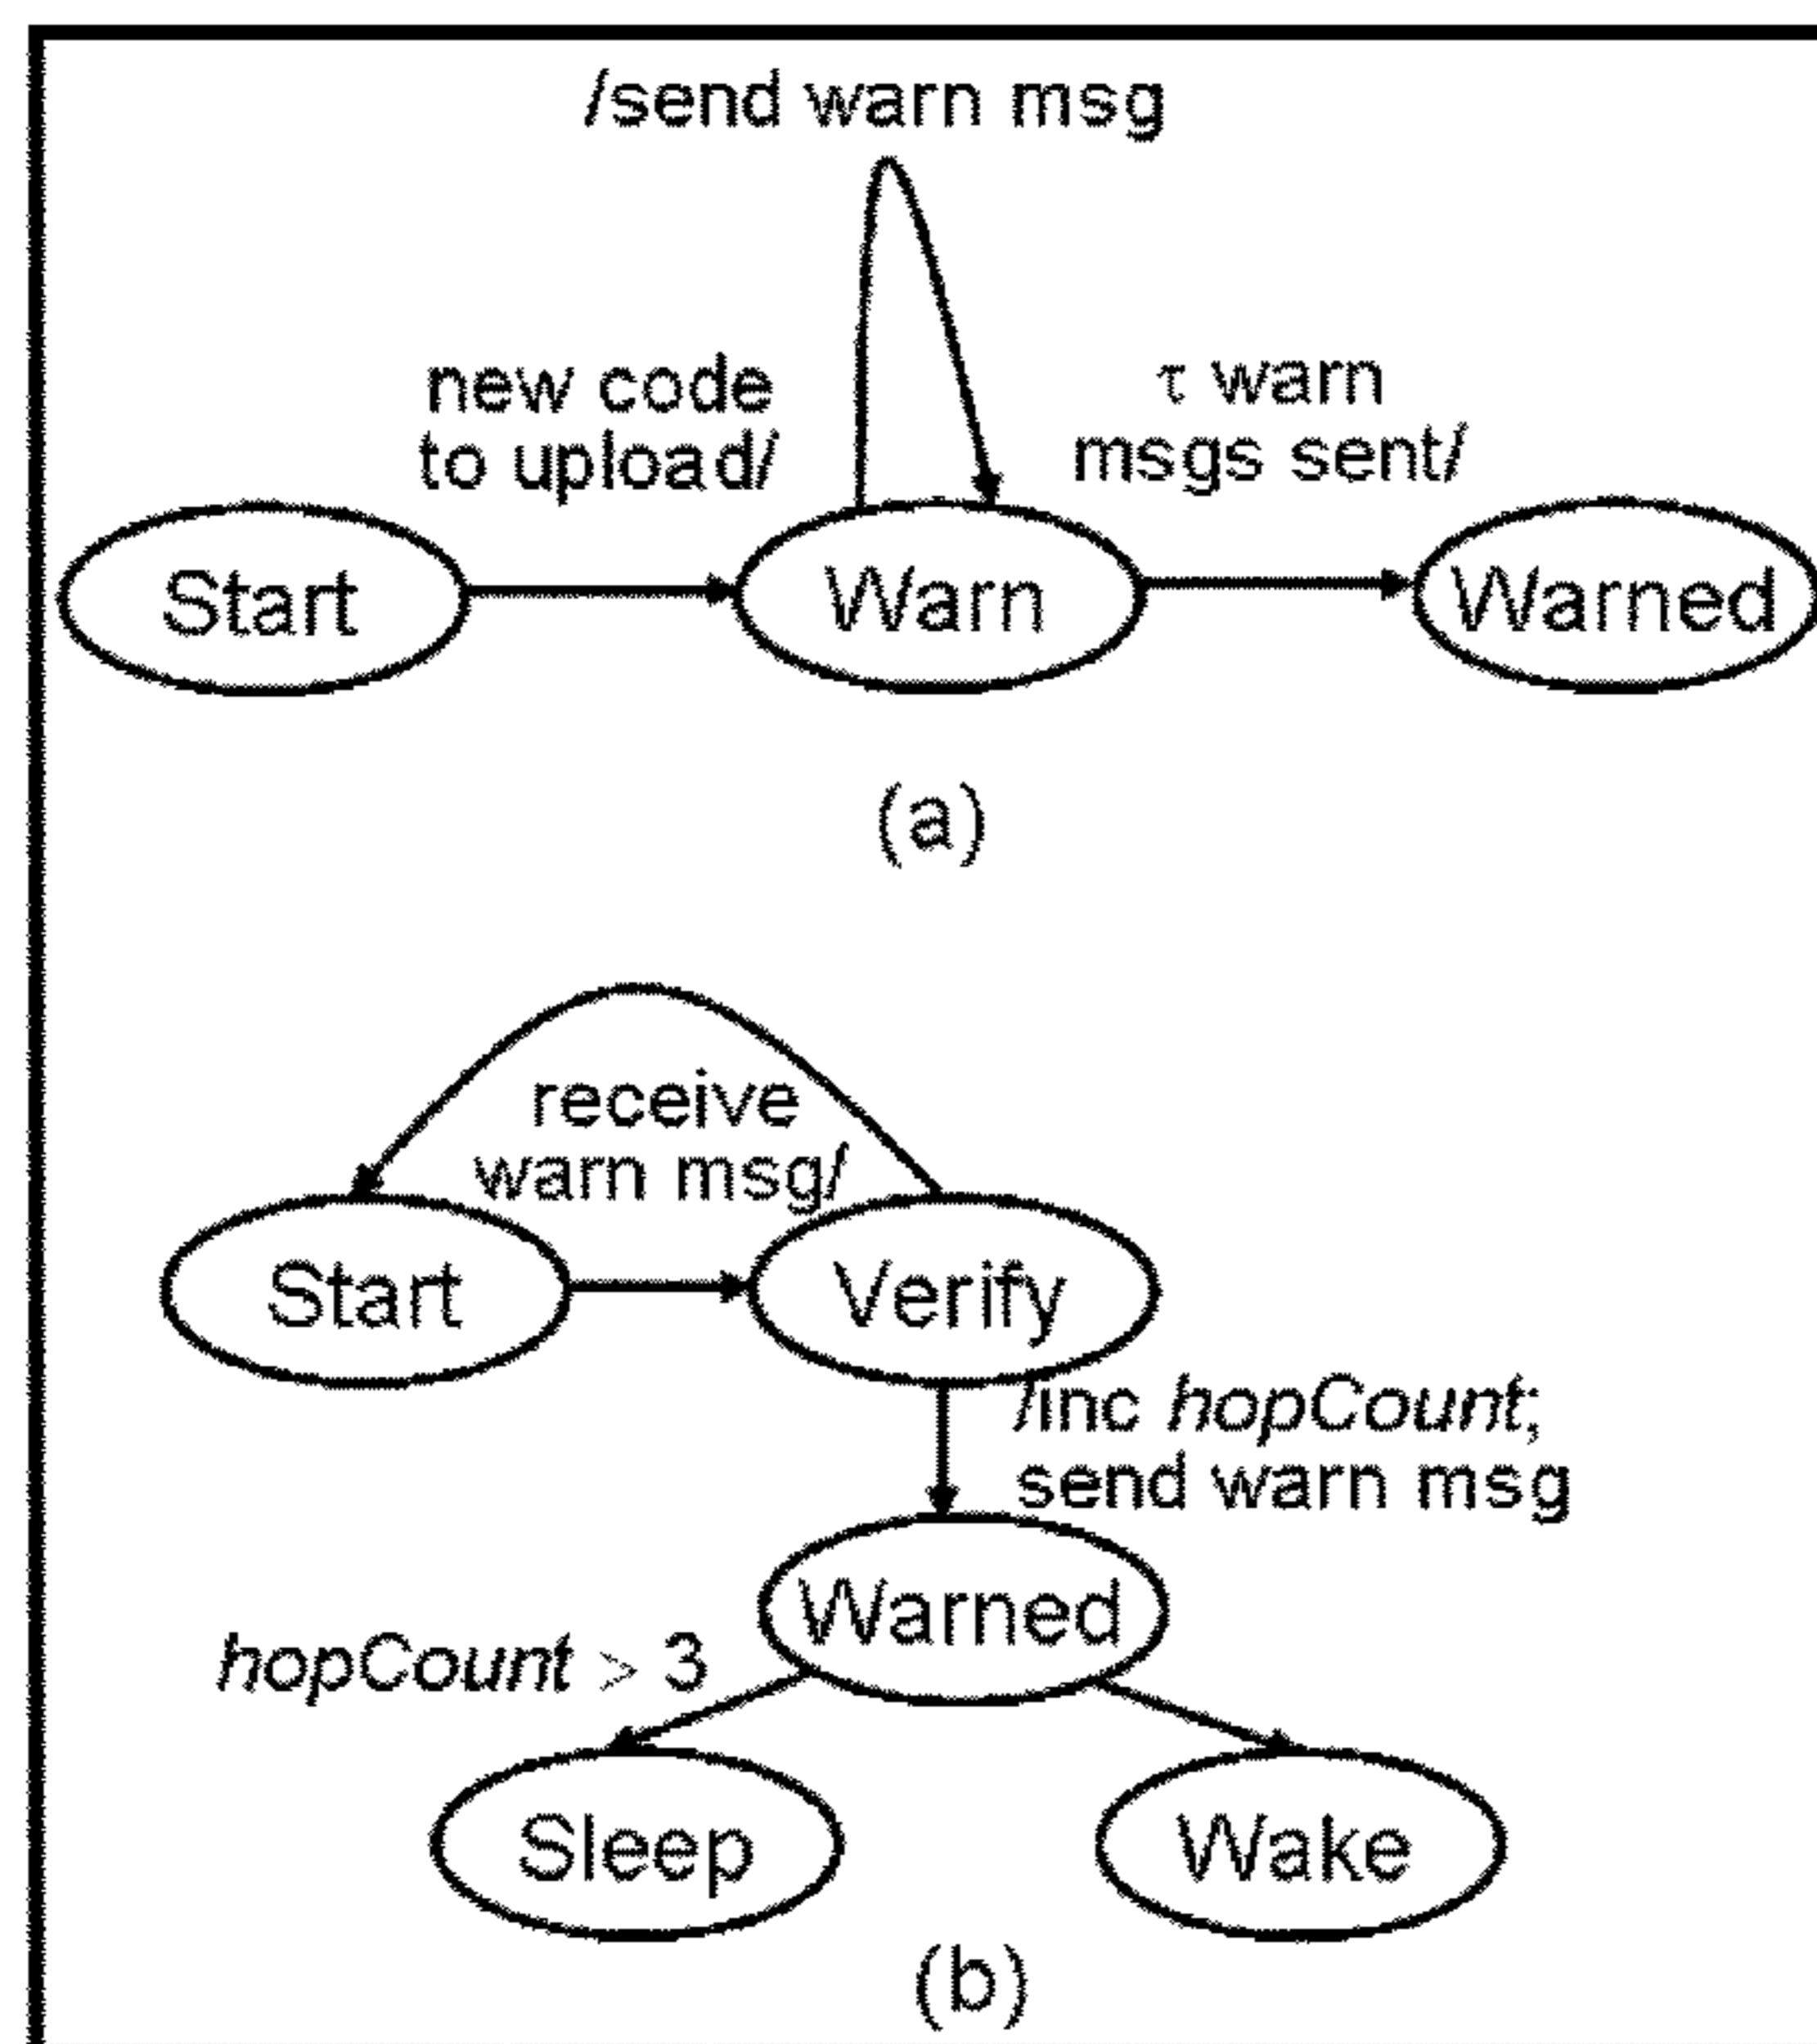 /send warn msg
new code
to upload/
τ warn
msgs sent/
Start
Warn
Warned
(a)
receive
warn msg/
Start
Verify
/inc hopCount;
send warn msg
Warned
hopCount > 3
Sleep
Wake
(b)